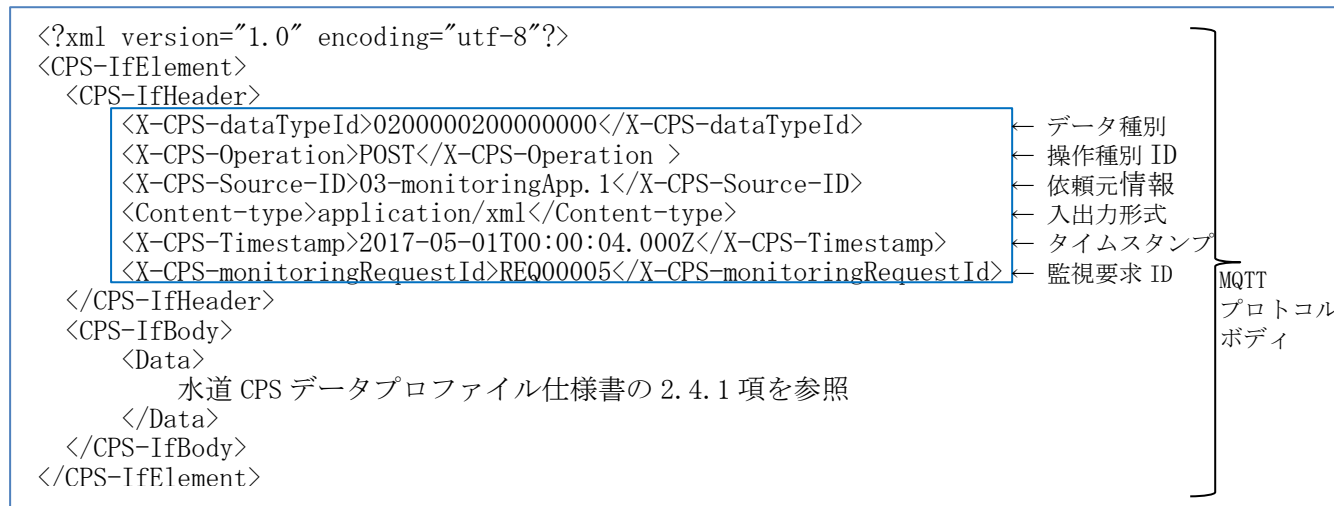 <?xml version="1.0" encoding="utf-8"?>
<CPS-IfElement>
<CPS-IfHeader>
<X-CPS-dataTypeId>0200000200000000</X-CPS-dataTypeId> ← データ種別
<X-CPS-Operation>POST</X-CPS-Operation > ← 操作種別 ID
<X-CPS-Source-ID>03-monitoringApp.1</X-CPS-Source-ID> ← 依頼元情報
<Content-type>application/xml</Content-type> ← 入出力形式
<X-CPS-Timestamp>2017-05-01T00:00:04.000Z</X-CPS-Timestamp> ← タイムスタンプ
<X-CPS-monitoringRequestId>REQ00005</X-CPS-monitoringRequestId> ← 監視要求 ID
</CPS-IfHeader>
<CPS-IfBody>
<Data>
水道 CPS データプロファイル仕様書の 2.4.1 項を参照
</Data>
</CPS-IfBody>
</CPS-IfElement>
MQTT
プロトコル
ボディ